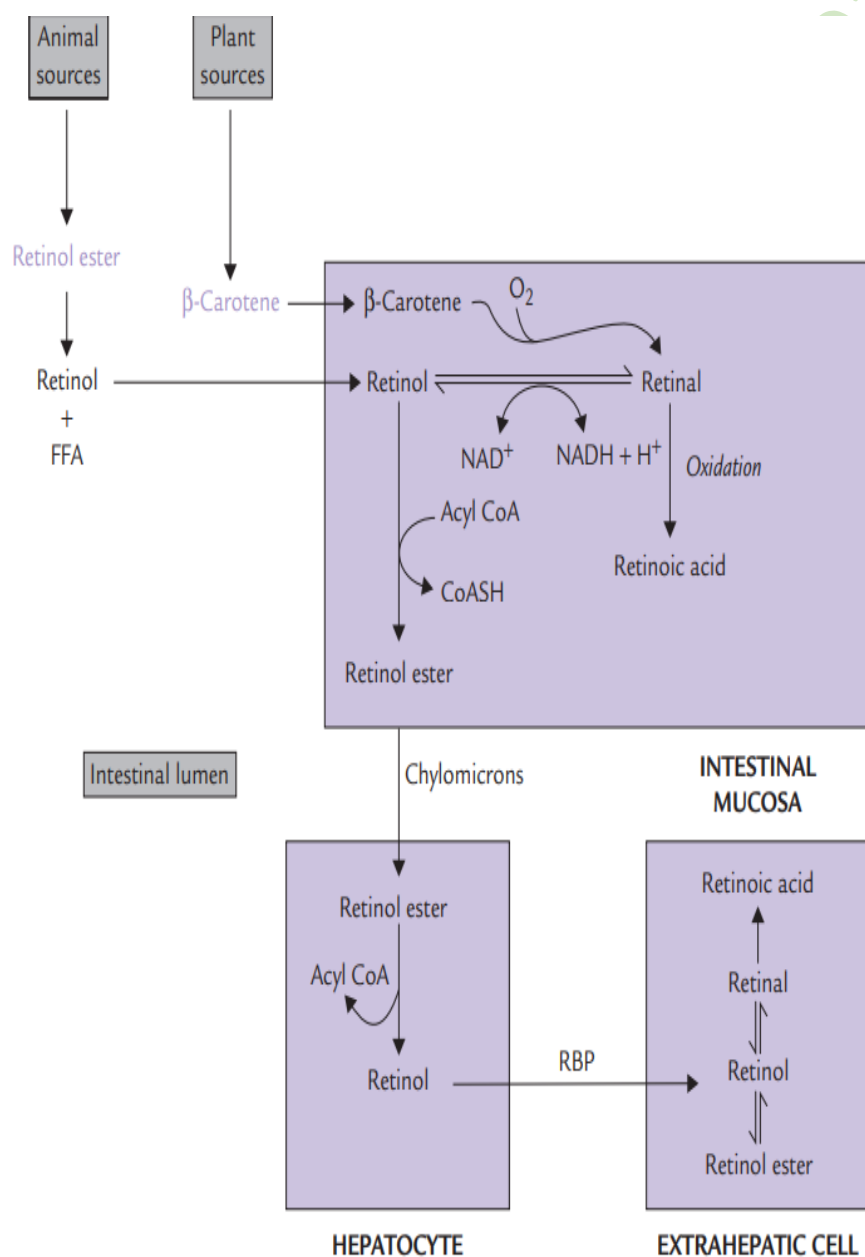 Animal
sources
Plant
sources
Retinol ester
β-Carotene
β-Carotene
O₂
Retinol
+
FFA
Retinol
Retinal
NAD⁺
NADH + H⁺
Oxidation
Acyl CoA
CoASH
Retinoic acid
Retinol ester
Intestinal lumen
Chylomicrons
INTESTINAL
MUCOSA
Retinol ester
Acyl CoA
Retinol
RBP
Retinoic acid
Retinal
Retinol
Retinol ester
HEPATOCYTE
EXTRAHEPATIC CELL